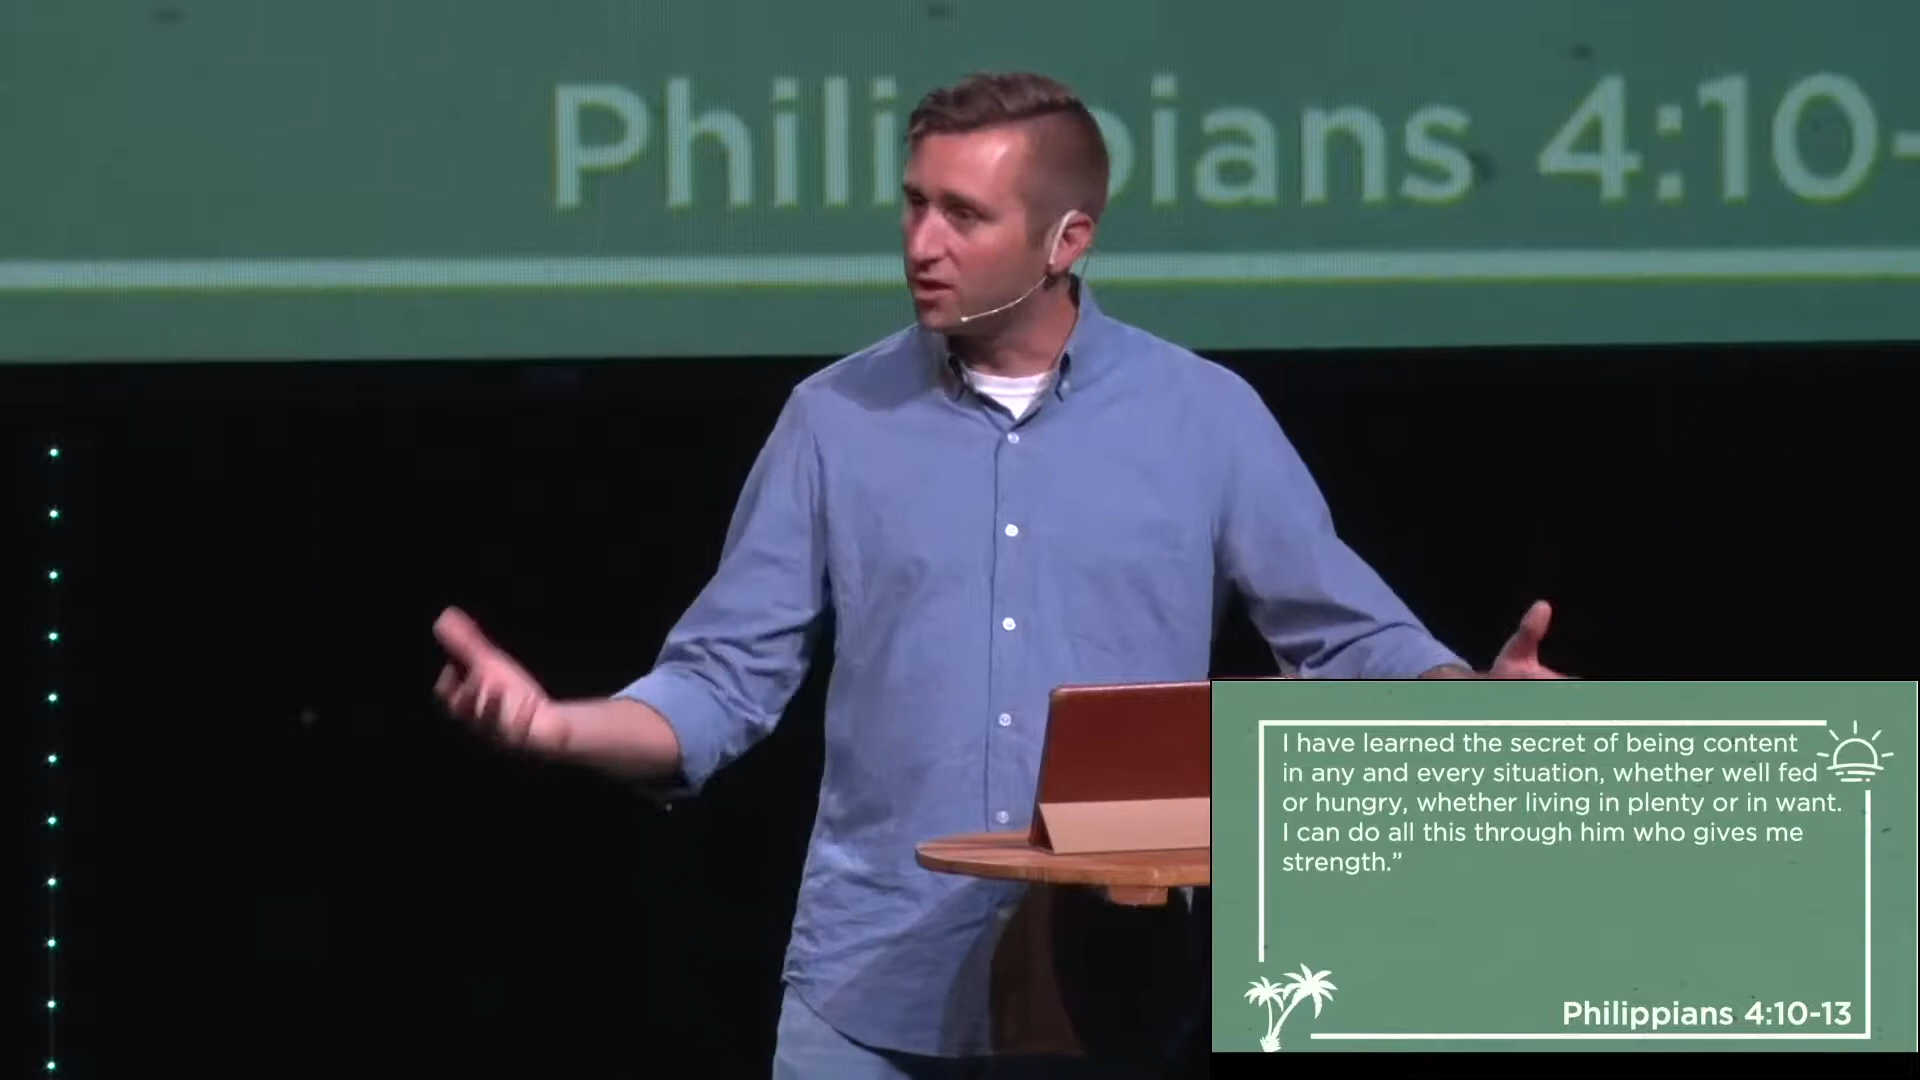 Philippians 4:10-
I have learned the secret of being content
in any and every situation, whether well fed
or hungry, whether living in plenty or in want.
I can do all this through him who gives me
strength.”
Philippians 4:10-13